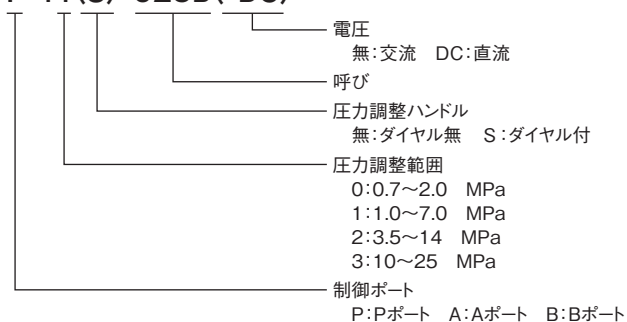 電圧
無:交流 DC:直流
呼び
圧力調整ハンドル
無:ダイヤル無 S:ダイヤル付
圧力調整範囲
0:0.7～2.0 MPa
1:1.0～7.0 MPa
2:3.5～14 MPa
3:10～25 MPa
制御ポート
P:Pポート A:Aポート B:Bポート